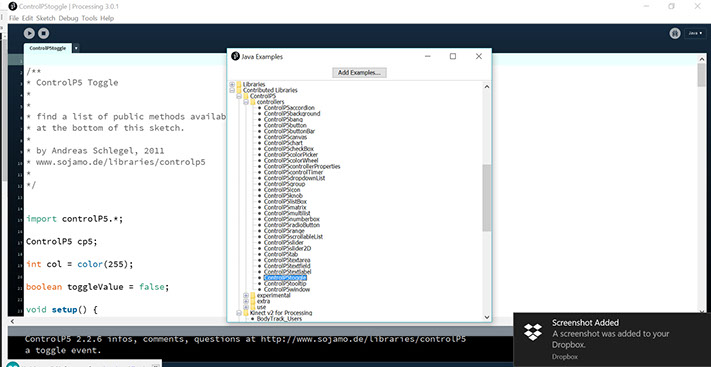 ControlP5toggle | Processing 3.0.1
File Edit Sketch Debug Tools Help
Java
ControlP5toggle
/**
* ControlP5 Toggle
*
*
* find a list of public methods availab
* at the bottom of this sketch.
*
* by Andreas Schlegel, 2011
* www.sojamo.de/libraries/controlp5
*
*/
import controlP5.*;
ControlP5 cp5;
int col = color(255);
boolean toggleValue = false;
void setup() {
Java Examples
Add Examples...
Libraries
Contributed Libraries
ControlP5
controllers
ControlP5accordion
ControlP5background
ControlP5bang
ControlP5button
ControlP5buttonBar
ControlP5canvas
ControlP5chart
ControlP5checkBox
ControlP5colorPicker
ControlP5colorWheel
ControlP5controllerProperties
ControlP5controlTimer
ControlP5dropdownList
ControlP5group
ControlP5icon
ControlP5knob
ControlP5listBox
ControlP5matrix
ControlP5multilist
ControlP5numberbox
ControlP5radioButton
ControlP5range
ControlP5scrollableList
ControlP5slider
ControlP5slider2D
ControlP5tab
ControlP5textarea
ControlP5textfield
ControlP5textlabel
ControlP5toggle
ControlP5tooltip
ControlP5window
experimental
extra
use
Kinect v2 for Processing
BodyTrack_Users
ControlP5 2.2.6 infos, comments, questions at http://www.sojamo.de/libraries/controlp5
a toggle event.
Screenshot Added
A screenshot was added to your
Dropbox.
Dropbox